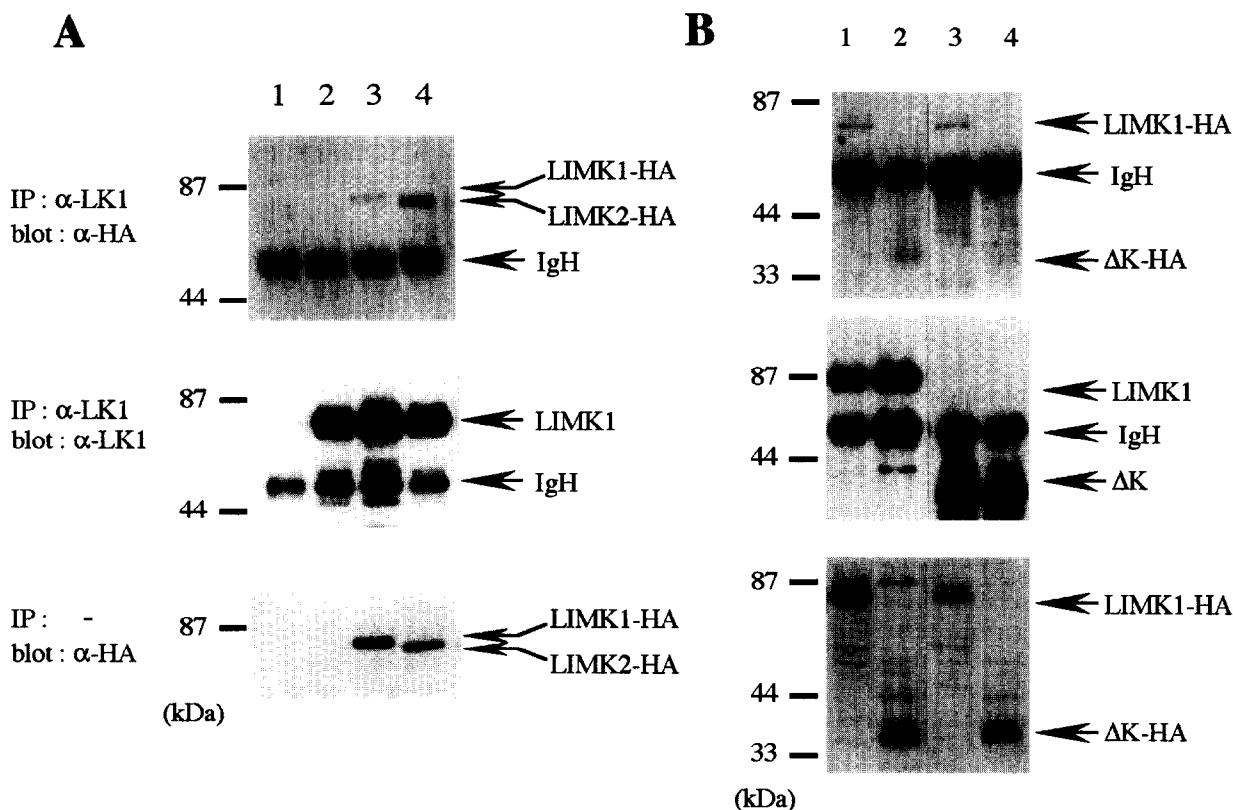 A
1 2 3 4
IP : α-LK1
blot : α-HA
87
44
LIMK1-HA
LIMK2-HA
IgH
IP : α-LK1
blot : α-LK1
87
44
LIMK1
IgH
IP : -
blot : α-HA
87
LIMK1-HA
LIMK2-HA
(kDa)
B
1 2 3 4
87
44
33
LIMK1-HA
IgH
ΔK-HA
87
44
LIMK1
IgH
ΔK
87
44
33
LIMK1-HA
ΔK-HA
(kDa)